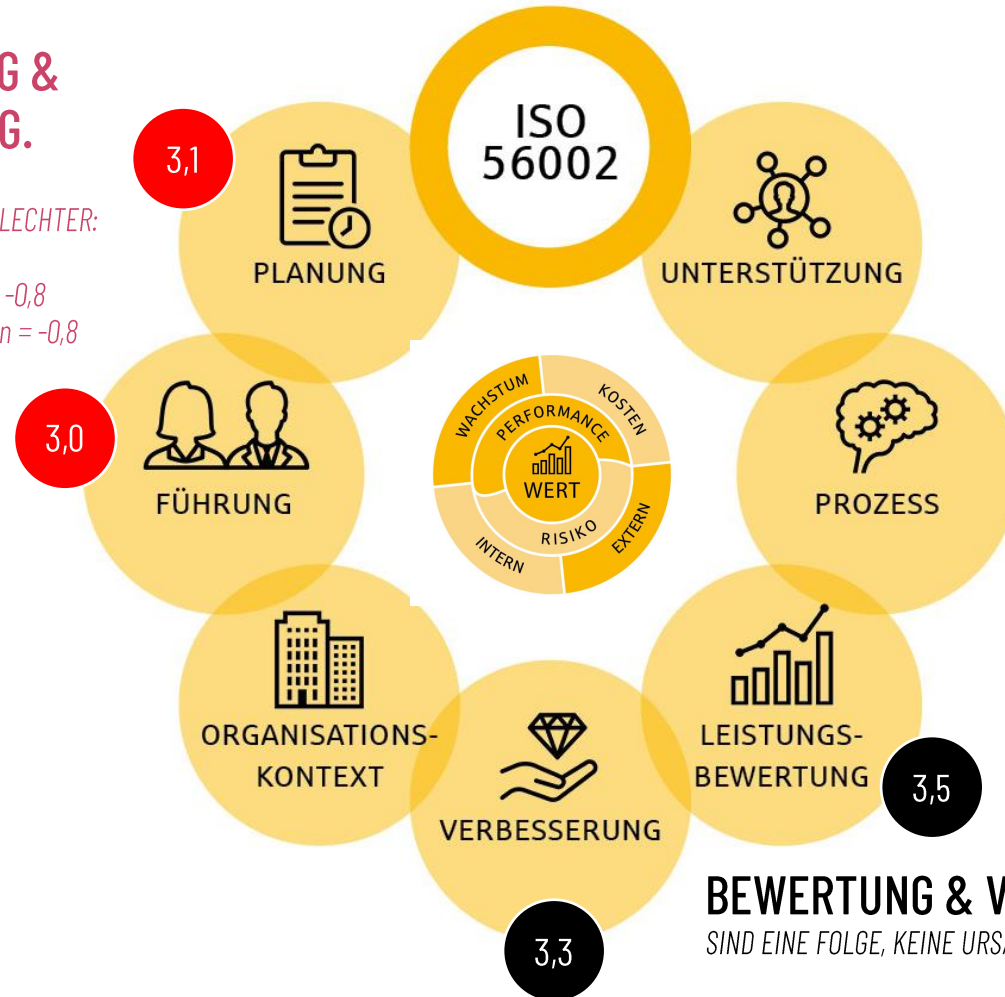 G &
G.
LECHTER:
-0,8
n = -0,8
ISO
56002
3,1
PLANUNG
UNTERSTÜTZUNG
3,0
FÜHRUNG
WACHSTUM
KOSTEN
PERFORMANCE
WERT
RISIKO
INTERN
EXTERN
PROZESS
ORGANISATIONS-
KONTEXT
LEISTUNGS-
BEWERTUNG
3,5
VERBESSERUNG
3,3
BEWERTUNG & V
SIND EINE FOLGE, KEINE URS